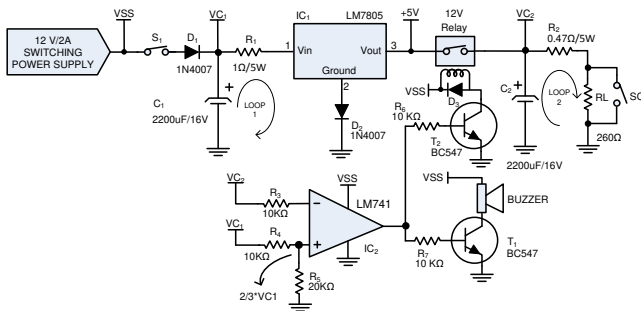 VSS
VC1
IC1
LM7805
+5V
12V
Relay
VC2
R2
0.47Ω/5W
12 V/2A
SWITCHING
POWER SUPPLY
S1
D1
1N4007
R1
1Ω/5W
1
Vin
Vout
3
Ground
2
C1
2200uF/16V
LOOP
1
D2
1N4007
VSS
D3
R6
10 KΩ
T2
BC547
C2
2200uF/16V
LOOP
2
RL
260Ω
VC2
R3
10KΩ
VSS
LM741
IC2
VC1
R4
10KΩ
R5
20KΩ
2/3*VC1
VSS
BUZZER
R7
10 KΩ
T1
BC547